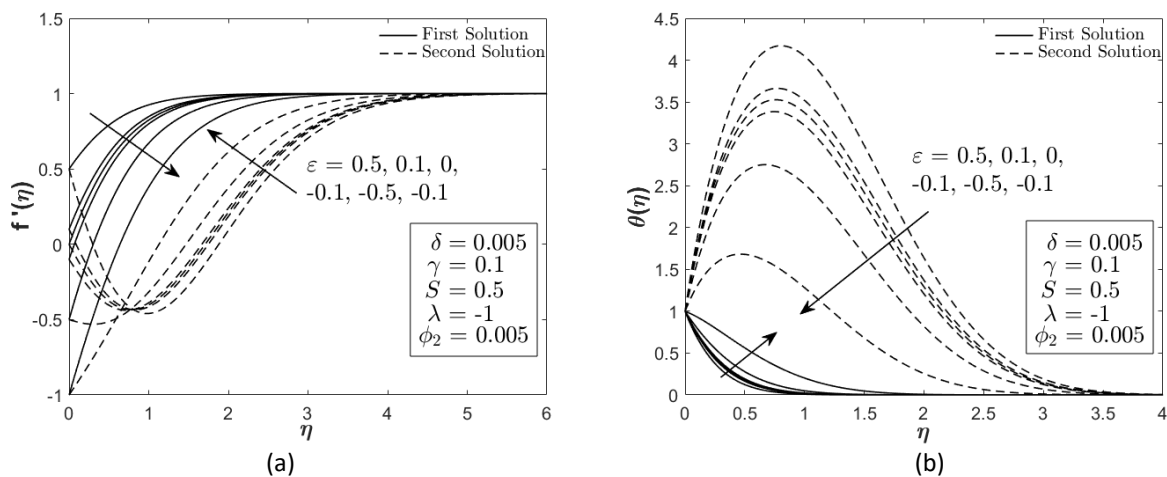 1.5
1
0.5
0
-0.5
-1
f '(η)
0 1 2 3 4 5 6
η
First Solution
Second Solution
ε = 0.5, 0.1, 0,
-0.1, -0.5, -0.1
δ = 0.005
γ = 0.1
S = 0.5
λ = -1
ϕ₂ = 0.005
(a)
4.5
4
3.5
3
2.5
2
1.5
1
0.5
0
θ(η)
0 0.5 1 1.5 2 2.5 3 3.5 4
η
First Solution
Second Solution
ε = 0.5, 0.1, 0,
-0.1, -0.5, -0.1
δ = 0.005
γ = 0.1
S = 0.5
λ = -1
ϕ₂ = 0.005
(b)